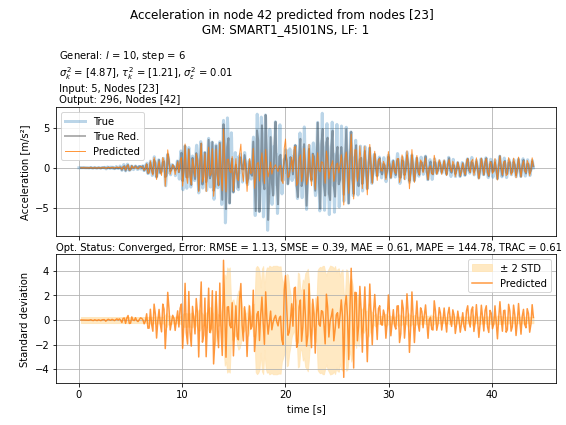 Acceleration in node 42 predicted from nodes [23]
GM: SMART1_45I01NS, LF: 1
General: l = 10, step = 6
σ²ₖ = [4.87], τ²ₖ = [1.21], σ²ε = 0.01
Input: 5, Nodes [23]
Output: 296, Nodes [42]
True
True Red.
Predicted
5
0
−5
Acceleration [m/s²]
Opt. Status: Converged, Error: RMSE = 1.13, SMSE = 0.39, MAE = 0.61, MAPE = 144.78, TRAC = 0.61
± 2 STD
Predicted
4
2
0
−2
−4
Standard deviation
0 10 20 30 40
time [s]